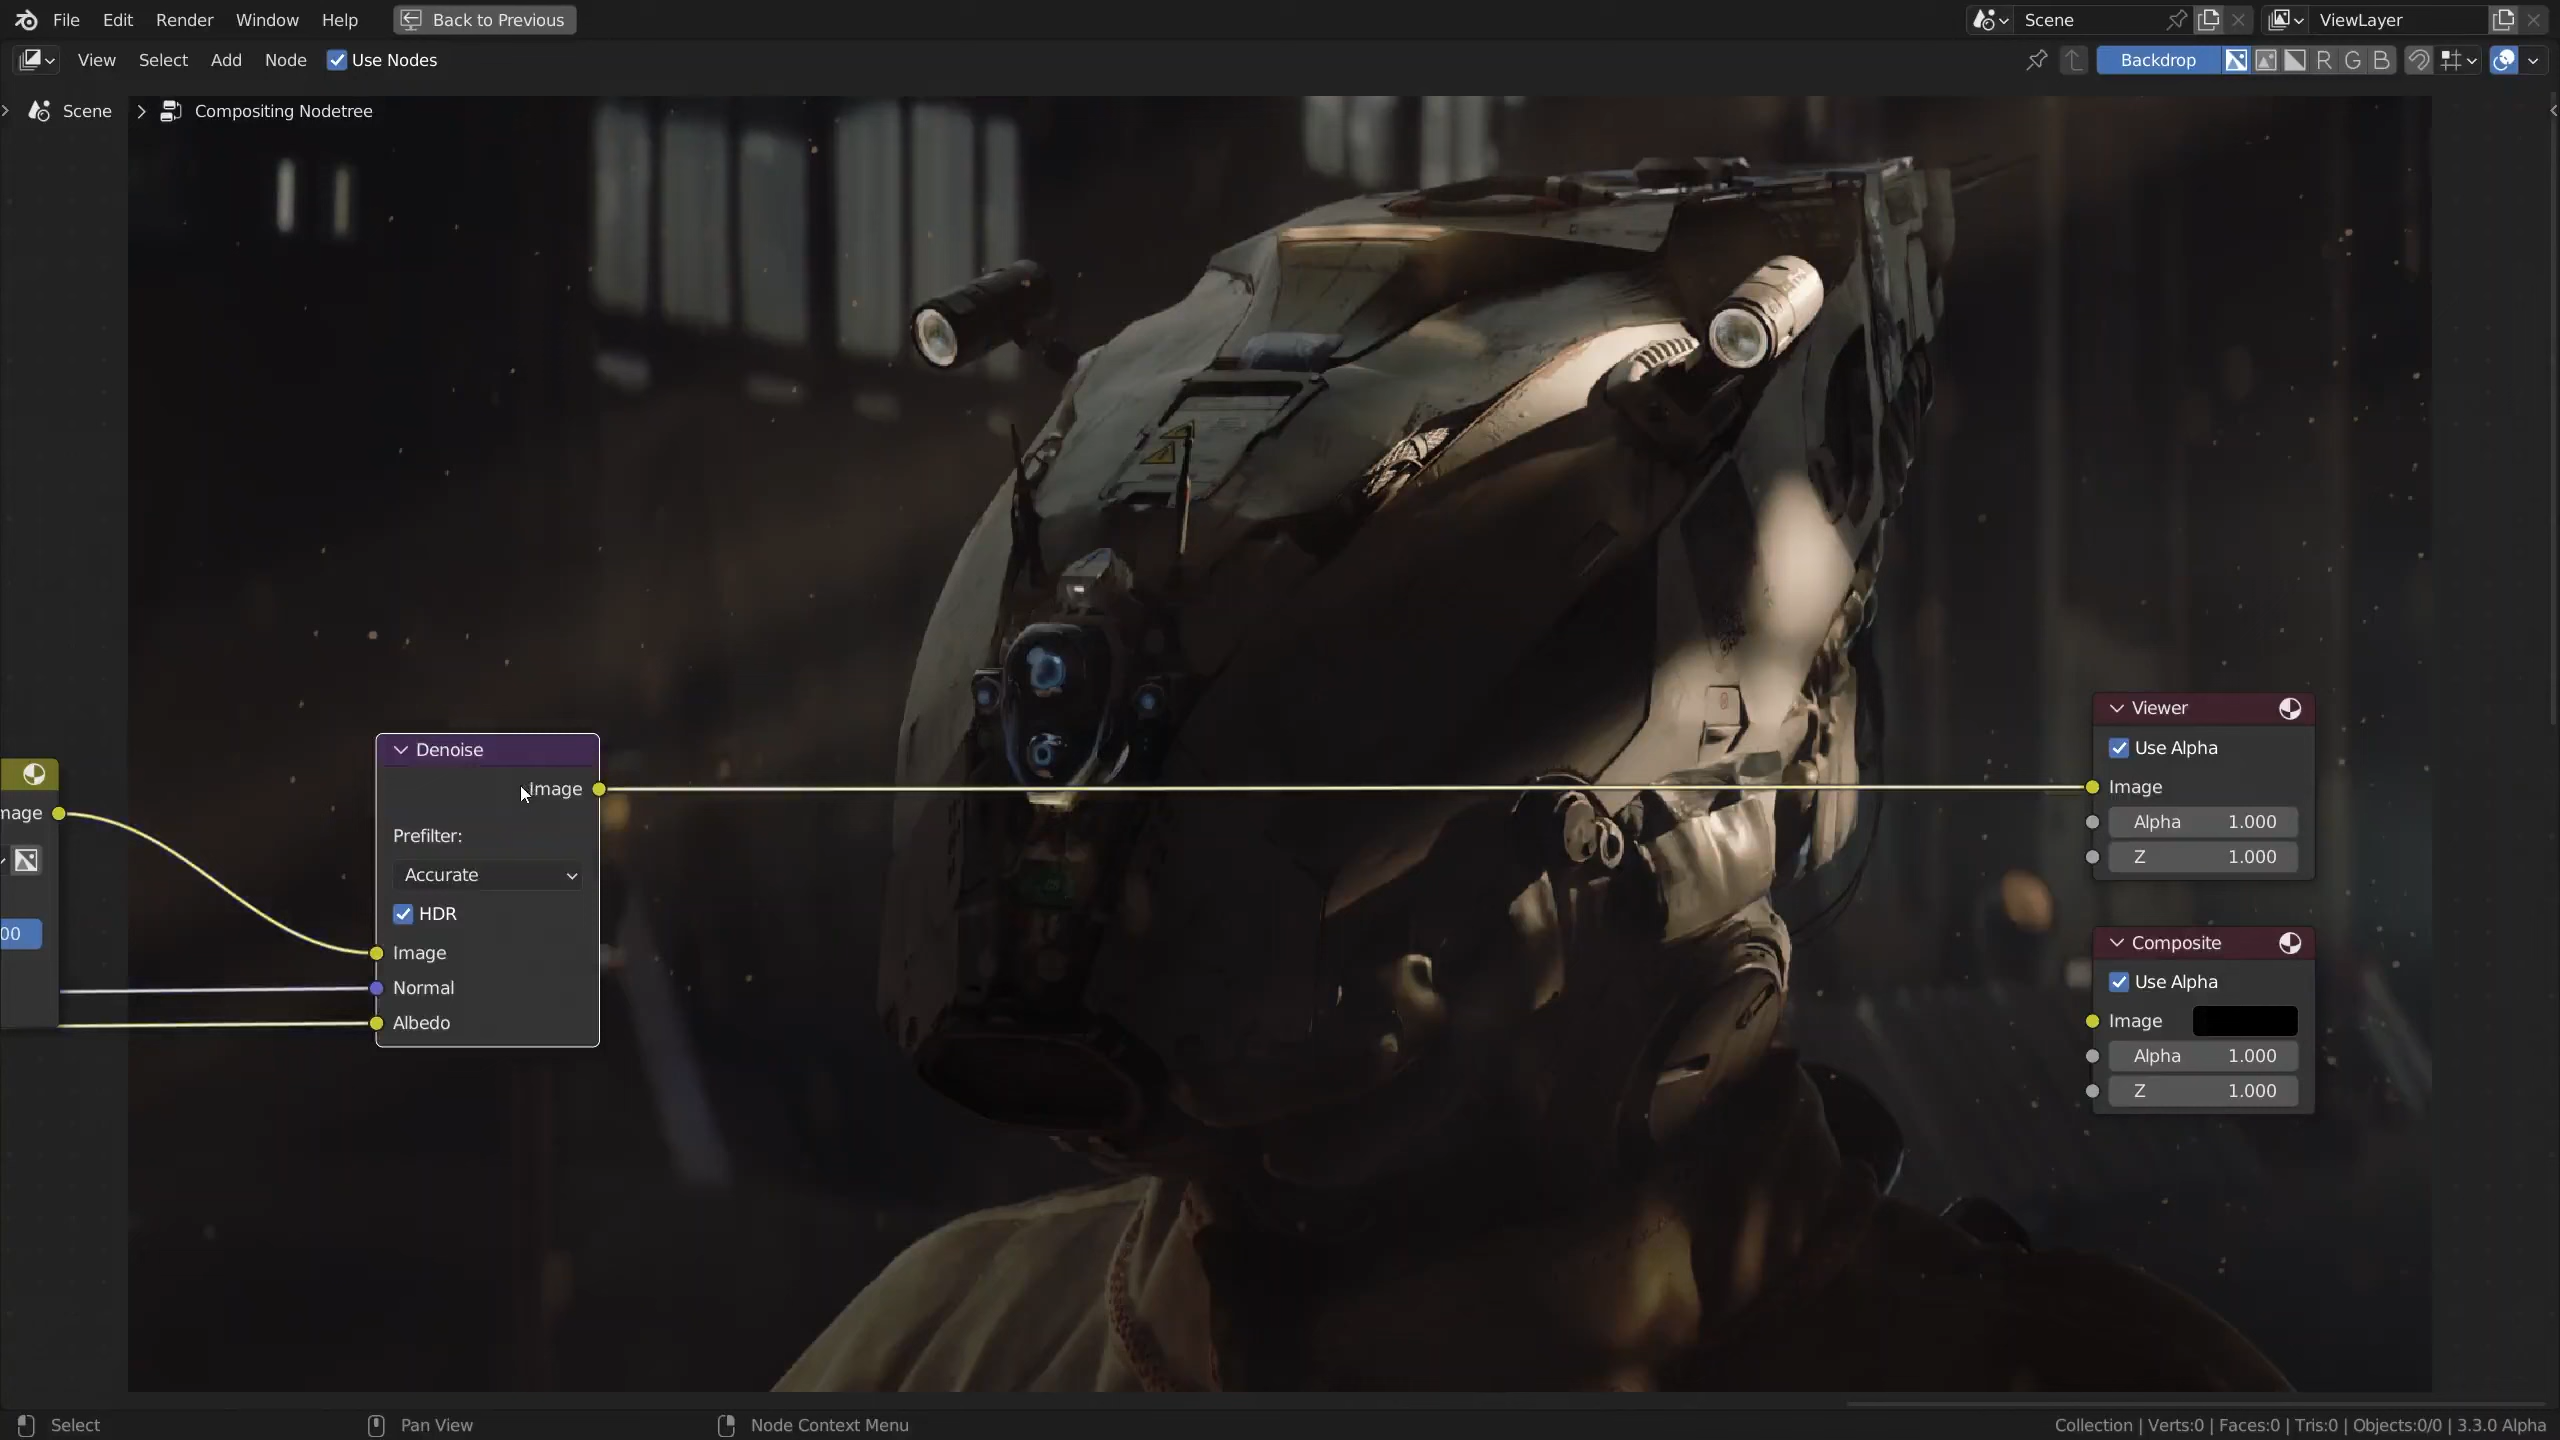 File Edit Render Window Help Back to Previous Scene ViewLayer
View Select Add Node Use Nodes Backdrop R G B
Scene Compositing Nodetree
Denoise
Image
Prefilter:
Accurate
HDR
Image
Normal
Albedo
mage
00
Viewer
Use Alpha
Image
Alpha 1.000
Z 1.000
Composite
Use Alpha
Image
Alpha 1.000
Z 1.000
Select Pan View Node Context Menu Collection | Verts:0 | Faces:0 | Tris:0 | Objects:0/0 | 3.3.0 Alpha